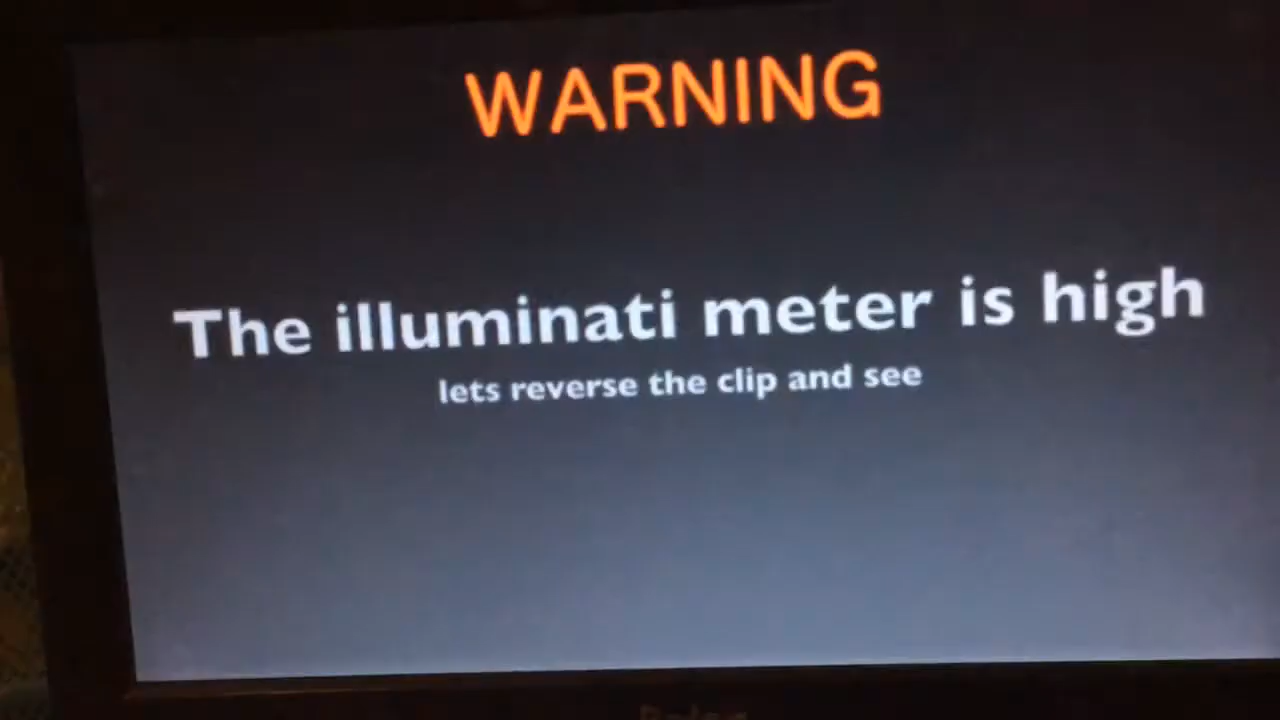 WARNING
The illuminati meter is high
lets reverse the clip and see